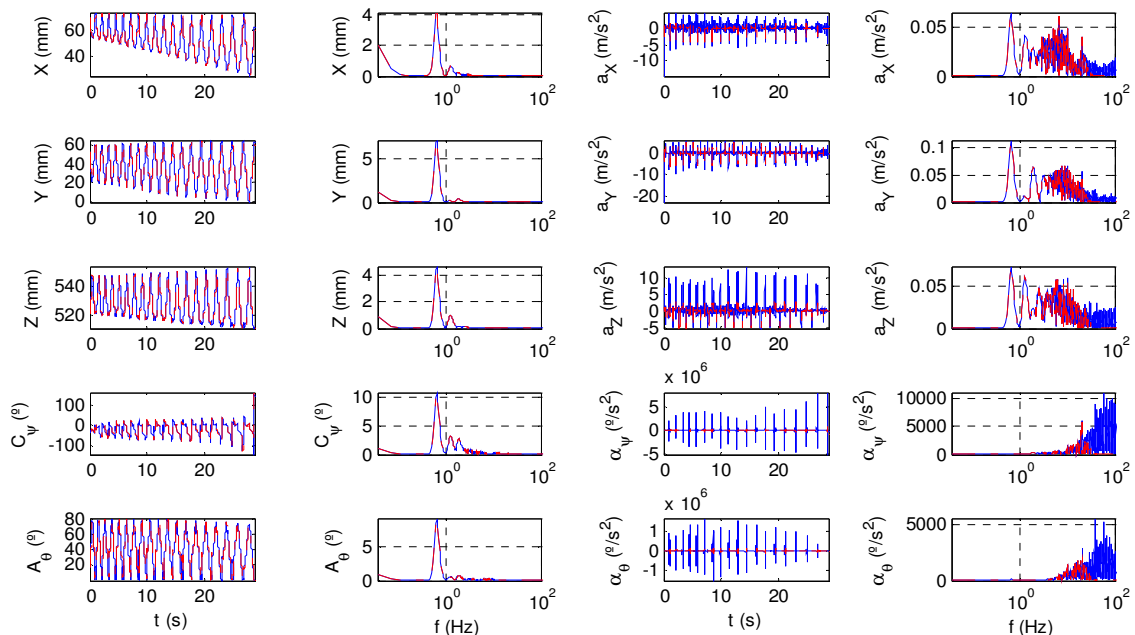 X (mm) 60 40 0 10 20
X (mm) 4 2 0 10^0 10^2
a_X (m/s^2) 0 -5 -10 0 10 20
a_X (m/s^2) 0.05 0 10^0 10^2
Y (mm) 60 40 20 0 0 10 20
Y (mm) 5 0 10^0 10^2
a_Y (m/s^2) 0 -10 -20 0 10 20
a_Y (m/s^2) 0.1 0.05 0 10^0 10^2
Z (mm) 540 520 0 10 20
Z (mm) 4 2 0 10^0 10^2
a_Z (m/s^2) 10 5 0 -5 0 10 20
a_Z (m/s^2) 0.05 0 10^0 10^2
C_ψ (º) 100 0 -100 0 10 20
C_ψ (º) 10 5 0 10^0 10^2
x 10^6
α_ψ (º/s^2) 5 0 -5 0 10 20
α_ψ (º/s^2) 10000 5000 0 10^0 10^2
A_θ (º) 80 60 40 20 0 10 20
A_θ (º) 5 0 10^0 10^2
x 10^6
α_θ (º/s^2) 1 0 -1 0 10 20
α_θ (º/s^2) 5000 0 10^0 10^2
t (s)
f (Hz)
t (s)
f (Hz)